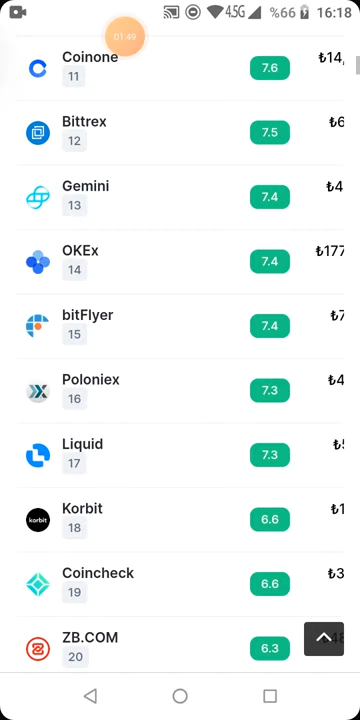 4.5G %66 16:18
01:49
Coinone 7.6 ₺14,
11
Bittrex 7.5 ₺6
12
Gemini 7.4 ₺4
13
OKEx 7.4 ₺177
14
bitFlyer 7.4 ₺7
15
Poloniex 7.3 ₺4
16
Liquid 7.3
17
korbit Korbit 6.6 ₺1
18
Coincheck 6.6 ₺3
19
ZB.COM 6.3
20